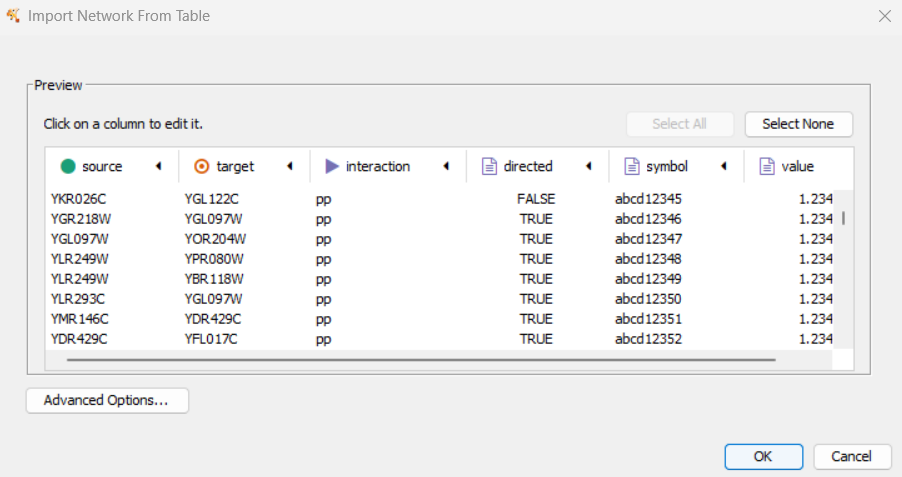 Import Network From Table
Preview
Click on a column to edit it.
Select All
Select None
source target interaction directed symbol value
YKR026C YGL122C pp FALSE abcd12345 1.234
YGR218W YGL097W pp TRUE abcd12346 1.234
YGL097W YOR204W pp TRUE abcd12347 1.234
YLR249W YPR080W pp TRUE abcd12348 1.234
YLR249W YBR118W pp TRUE abcd12349 1.234
YLR293C YGL097W pp TRUE abcd12350 1.234
YMR146C YDR429C pp TRUE abcd12351 1.234
YDR429C YFL017C pp TRUE abcd12352 1.234
Advanced Options...
OK
Cancel